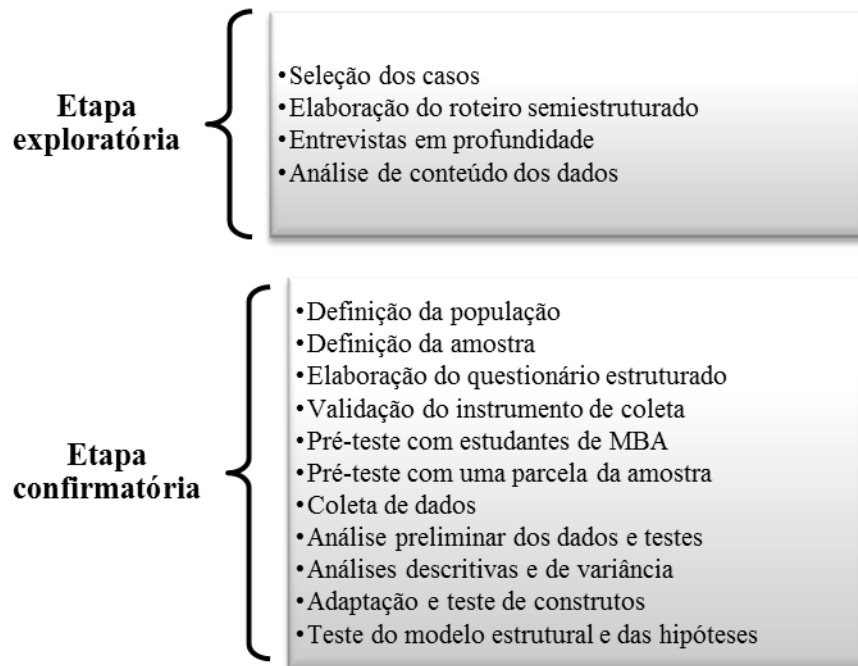 Etapa
exploratória
•Seleção dos casos
•Elaboração do roteiro semiestruturado
•Entrevistas em profundidade
•Análise de conteúdo dos dados
Etapa
confirmatória
•Definição da população
•Definição da amostra
•Elaboração do questionário estruturado
•Validação do instrumento de coleta
•Pré-teste com estudantes de MBA
•Pré-teste com uma parcela da amostra
•Coleta de dados
•Análise preliminar dos dados e testes
•Análises descritivas e de variância
•Adaptação e teste de construtos
•Teste do modelo estrutural e das hipóteses